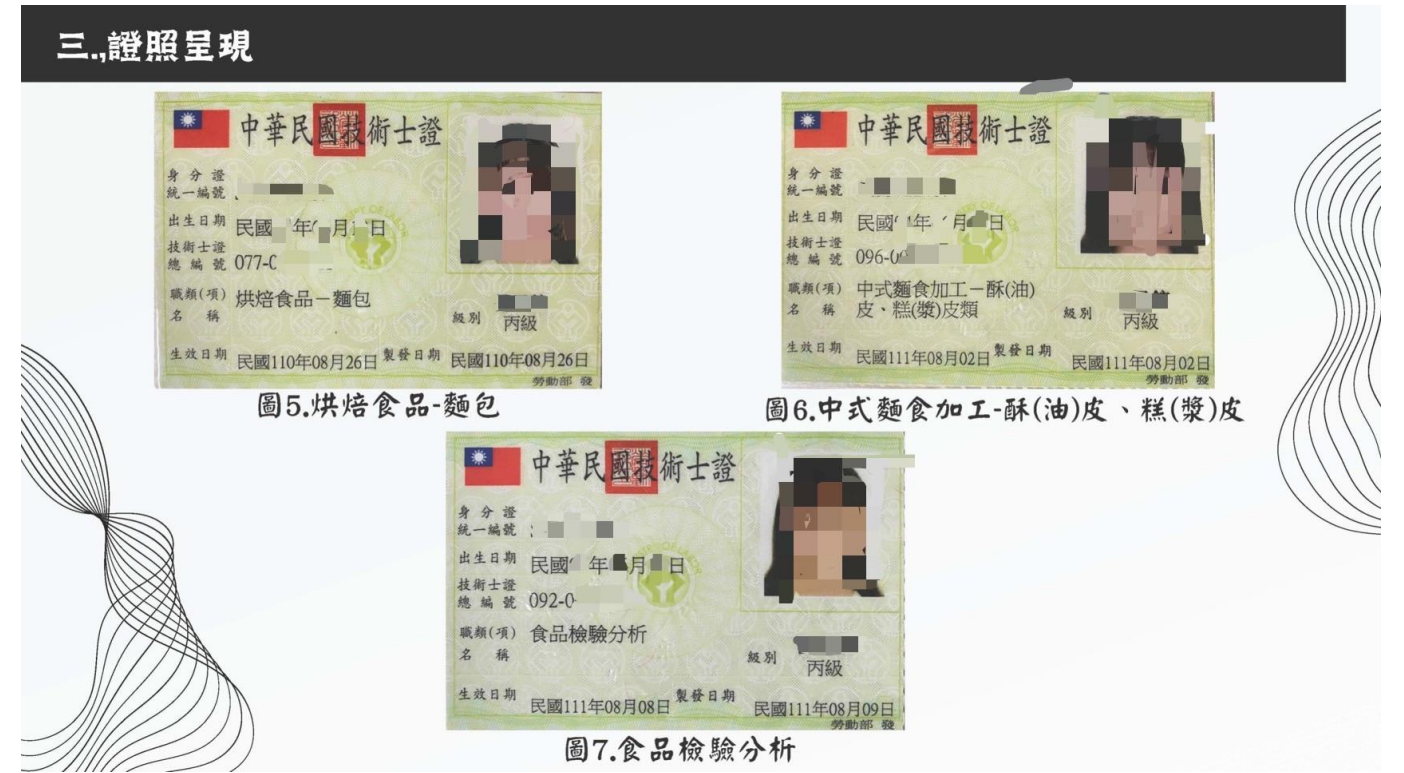 三.,證照呈現
中華民國技術士證
身分證
統一編號
出生日期 民國 年 月 日
技術士證
總編號 077-0
職類(項) 烘焙食品－麵包
名稱
級別 丙級
生效日期 民國110年08月26日 製發日期 民國110年08月26日
勞動部 發
圖5.烘焙食品-麵包
中華民國技術士證
身分證
統一編號
出生日期 民國 年 月 日
技術士證
總編號 096-0
職類(項) 中式麵食加工－酥(油)
名稱 皮、糕(漿)皮類
級別 丙級
生效日期 民國111年08月02日 製發日期 民國111年08月02日
勞動部 發
圖6.中式麵食加工-酥(油)皮、糕(漿)皮
中華民國技術士證
身分證
統一編號
出生日期 民國 年 月 日
技術士證
總編號 092-0
職類(項) 食品檢驗分析
名稱
級別 丙級
生效日期 民國111年08月08日 製發日期 民國111年08月09日
勞動部 發
圖7.食品檢驗分析